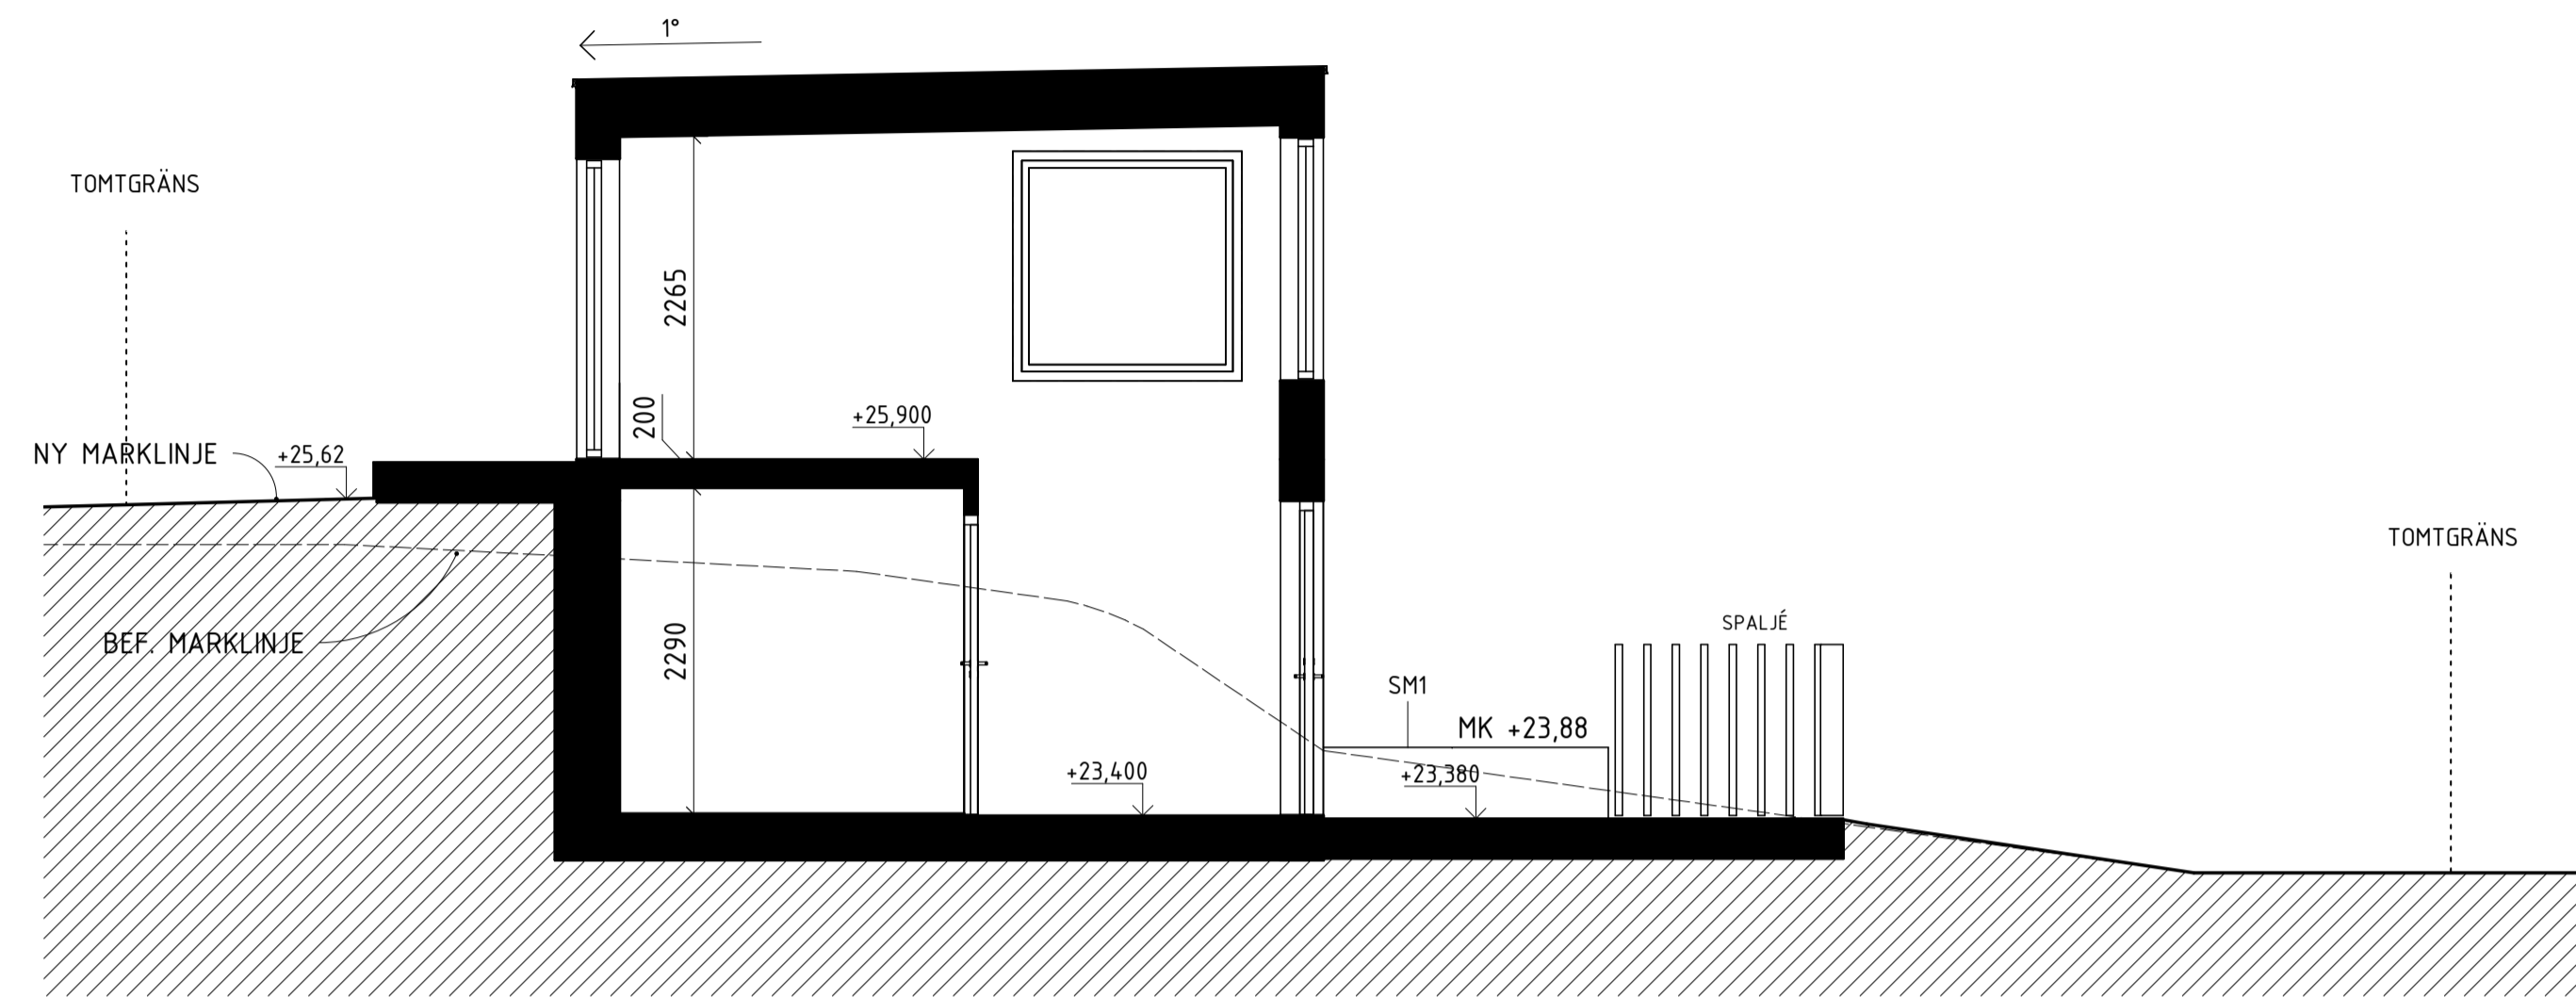 1°
TOMTGRÄNS
2265
200
+25,900
NY MARKLINJE
+25,62
TOMTGRÄNS
SPALJÉ
BEF. MARKLINJE
2290
SM1
MK +23,88
+23,400
+23,380